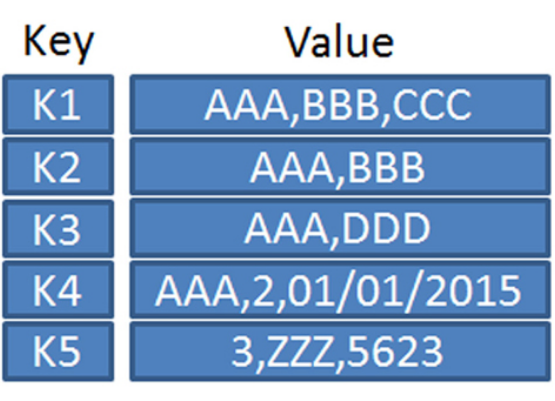 Key Value
K1 AAA,BBB,CCC
K2 AAA,BBB
K3 AAA,DDD
K4 AAA,2,01/01/2015
K5 3,ZZZ,5623